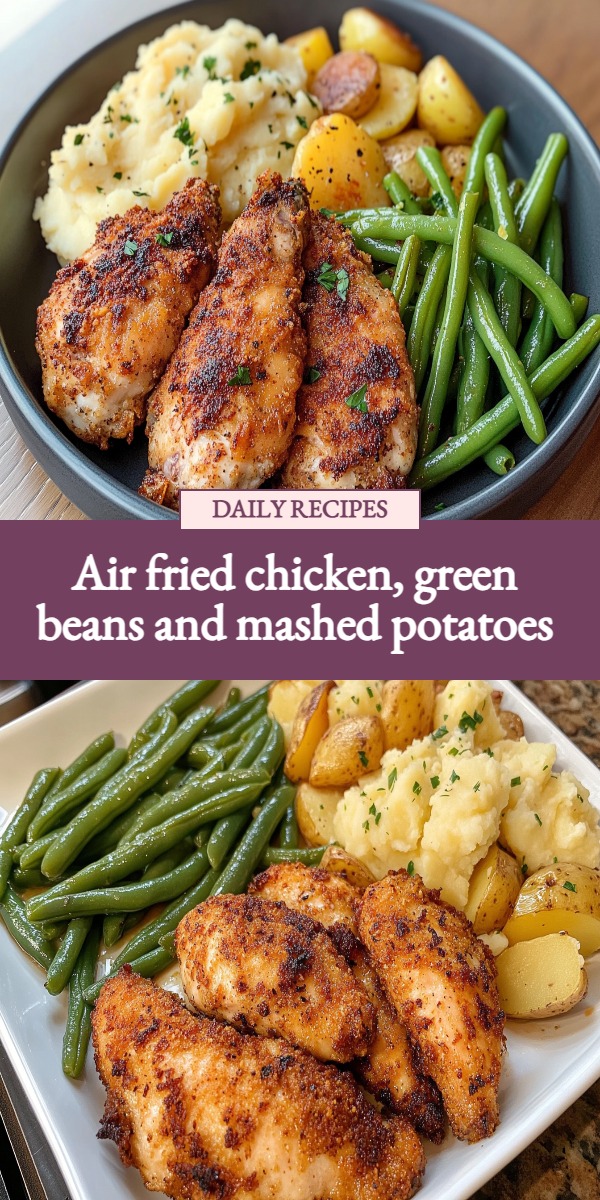 DAILY RECIPES
Air fried chicken, green
beans and mashed potatoes